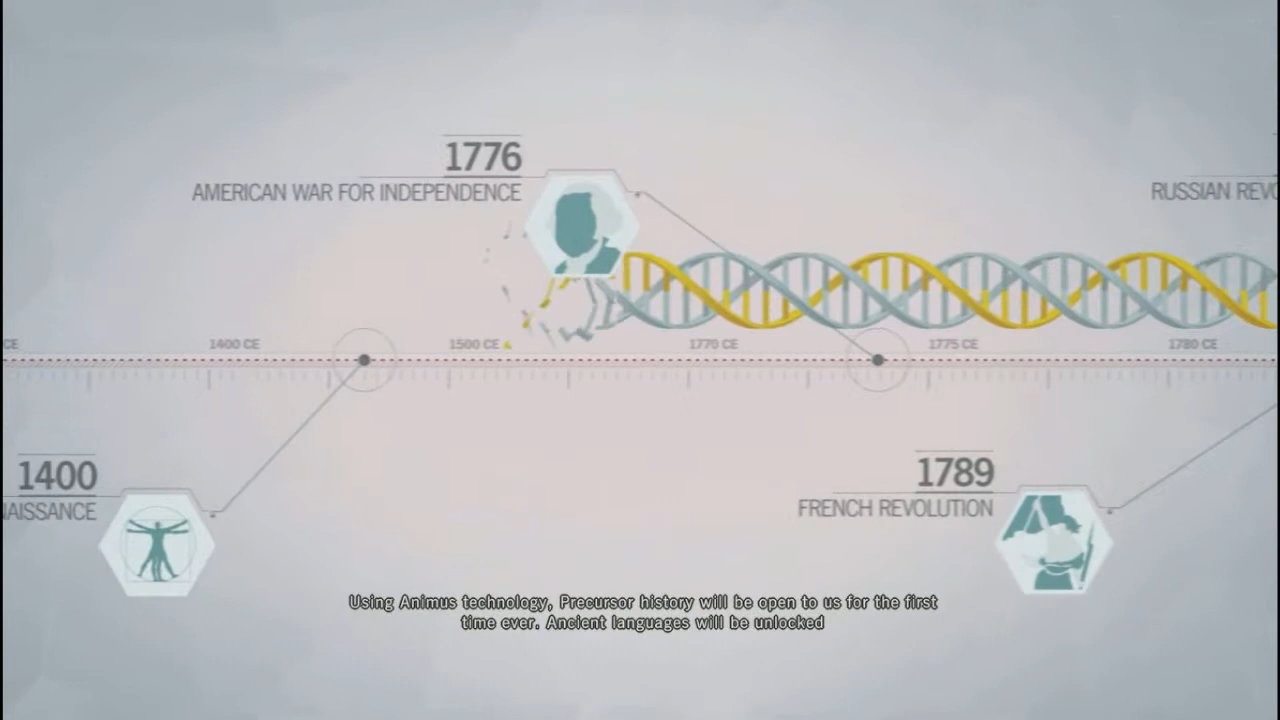 1776
AMERICAN WAR FOR INDEPENDENCE
RUSSIAN REVO
CE
1400 CE
1500 CE
1770 CE
1775 CE
1780 CE
1400
NAISSANCE
1789
FRENCH REVOLUTION
Using Animus technology, Precursor history will be open to us for the first
time ever. Ancient languages will be unlocked